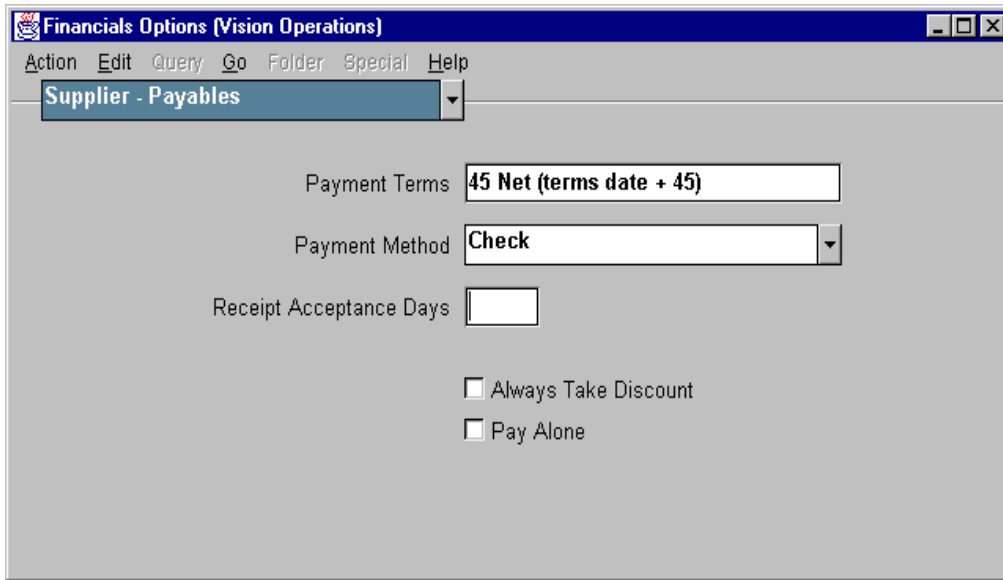 Financials Options (Vision Operations)
Action Edit Query Go Folder Special Help
Supplier - Payables
Payment Terms 45 Net (terms date + 45)
Payment Method Check
Receipt Acceptance Days
Always Take Discount
Pay Alone